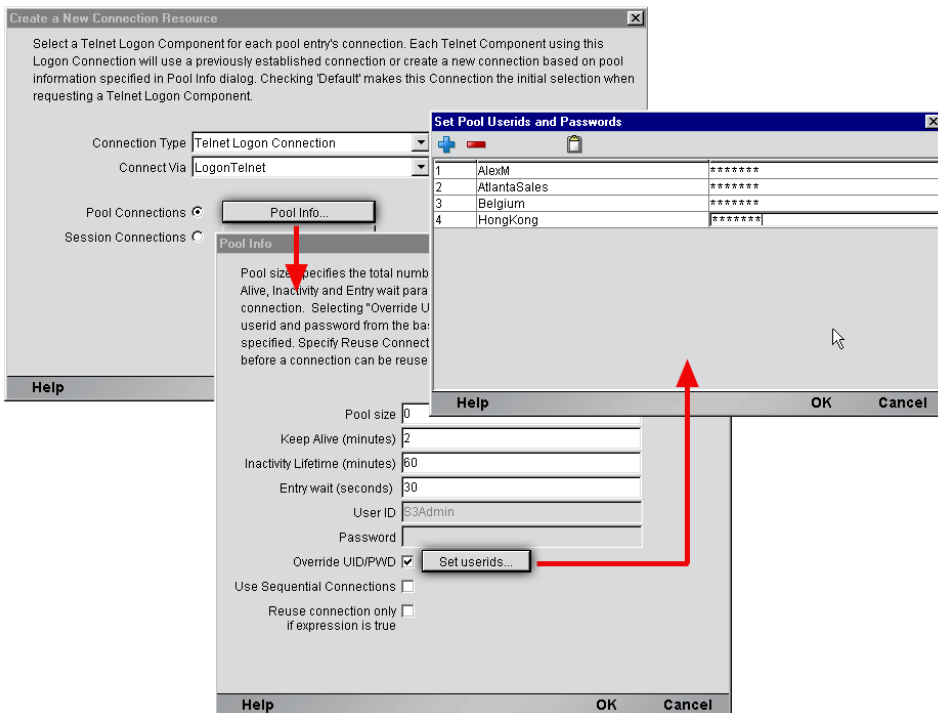 Create a New Connection Resource
Select a Telnet Logon Component for each pool entry's connection. Each Telnet Component using this
Logon Connection will use a previously established connection or create a new connection based on pool
information specified in Pool Info dialog. Checking 'Default' makes this Connection the initial selection when
requesting a Telnet Logon Component.
Connection Type Telnet Logon Connection
Connect Via LogonTelnet
Pool Connections Pool Info...
Session Connections
Help
Set Pool Userids and Passwords
1 AlexM *******
2 AtlantaSales *******
3 Belgium *******
4 HongKong *******
Help OK Cancel
Pool Info
Pool size specifies the total numb
Alive, Inactivity and Entry wait para
connection. Selecting "Override U
userid and password from the ba
specified. Specify Reuse Connect
before a connection can be reuse
Pool size 0
Keep Alive (minutes) 2
Inactivity Lifetime (minutes) 60
Entry wait (seconds) 30
User ID S3Admin
Password
Override UID/PWD Set userids...
Use Sequential Connections
Reuse connection only
if expression is true
Help OK Cancel